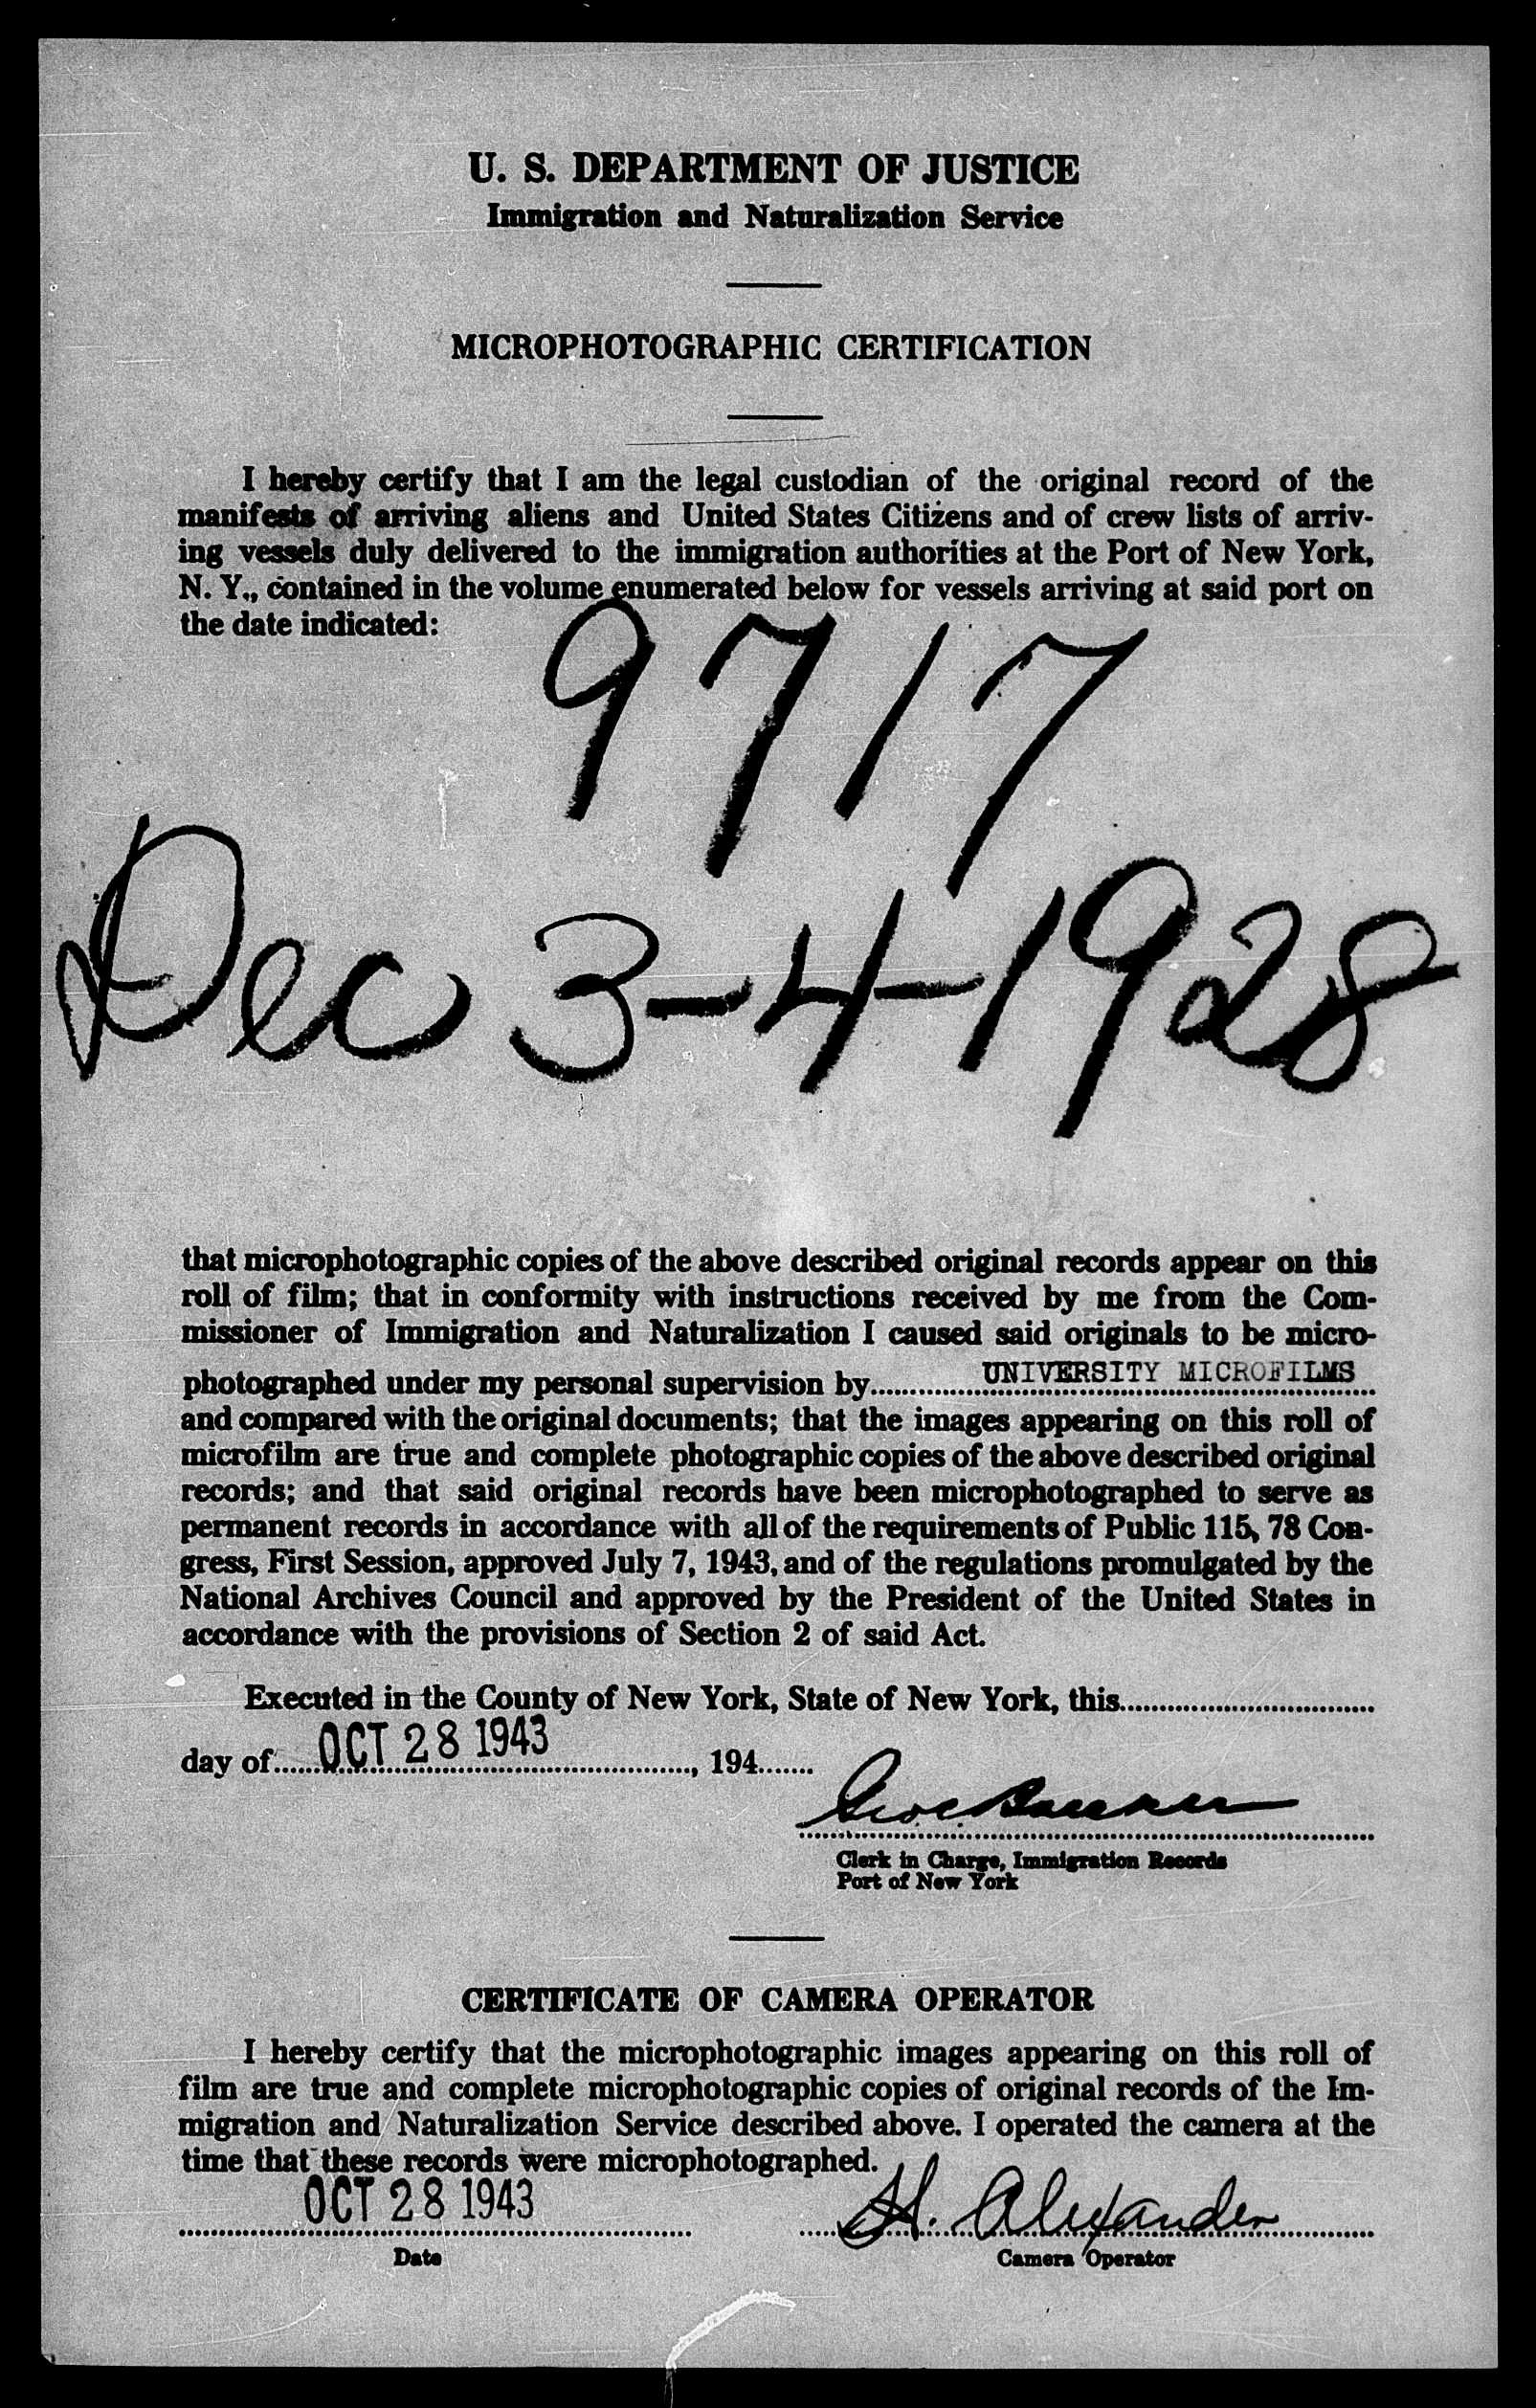 U. S. DEPARTMENT OF JUSTICE
Immigration and Naturalization Service
MICROPHOTOGRAPHIC CERTIFICATION
I hereby certify that I am the legal custodian of the original record of the
manifests of arriving aliens and United States Citizens and of crew lists of arriv-
ing vessels duly delivered to the immigration authorities at the Port of New York,
N. Y., contained in the volume enumerated below for vessels arriving at said port on
the date indicated:
9717
Dec 3-4-1928
that microphotographic copies of the above described original records appear on this
roll of film; that in conformity with instructions received by me from the Com-
missioner of Immigration and Naturalization I caused said originals to be micro-
photographed under my personal supervision by UNIVERSITY MICROFILMS
and compared with the original documents; that the images appearing on this roll of
microfilm are true and complete photographic copies of the above described original
records; and that said original records have been microphotographed to serve as
permanent records in accordance with all of the requirements of Public 115, 78 Con-
gress, First Session, approved July 7, 1943, and of the regulations promulgated by the
National Archives Council and approved by the President of the United States in
accordance with the provisions of Section 2 of said Act.
Executed in the County of New York, State of New York, this
day of OCT 28 1943, 194
Clerk in Charge, Immigration Records
Port of New York
CERTIFICATE OF CAMERA OPERATOR
I hereby certify that the microphotographic images appearing on this roll of
film are true and complete microphotographic copies of original records of the Im-
migration and Naturalization Service described above. I operated the camera at the
time that these records were microphotographed.
OCT 28 1943 H. Alexander
Date Camera Operator